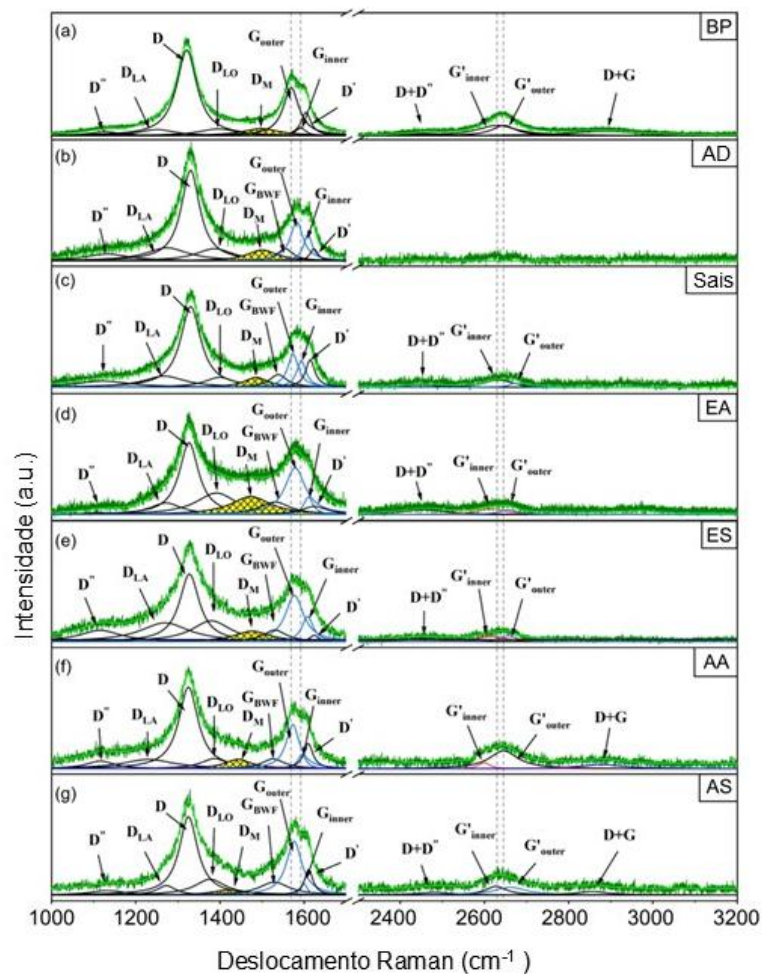 (a)
BP
D"
D_LA
D
D_LO
D_M
G_outer
G_inner
D'
D+D"
G'_inner
G'_outer
D+G
(b)
AD
D"
D_LA
D
D_LO
D_M
G_BWF
G_outer
G_inner
D'
(c)
Sais
D"
D_LA
D
D_LO
D_M
G_BWF
G_outer
G_inner
D'
D+D"
G'_inner
G'_outer
(d)
EA
D"
D_LA
D
D_LO
D_M
G_BWF
G_outer
G_inner
D'
D+D"
G'_inner
G'_outer
(e)
ES
D"
D_LA
D
D_LO
D_M
G_BWF
G_outer
G_inner
D'
D+D"
G'_inner
G'_outer
(f)
AA
D"
D_LA
D
D_LO
D_M
G_BWF
G_outer
G_inner
D'
G'_inner
G'_outer
D+G
(g)
AS
D"
D_LA
D
D_LO
D_M
G_BWF
G_outer
G_inner
D'
D+D"
G'_inner
G'_outer
D+G
Intensidade (a.u.)
1000 1200 1400 1600 2400 2600 2800 3000 3200
Deslocamento Raman (cm⁻¹)